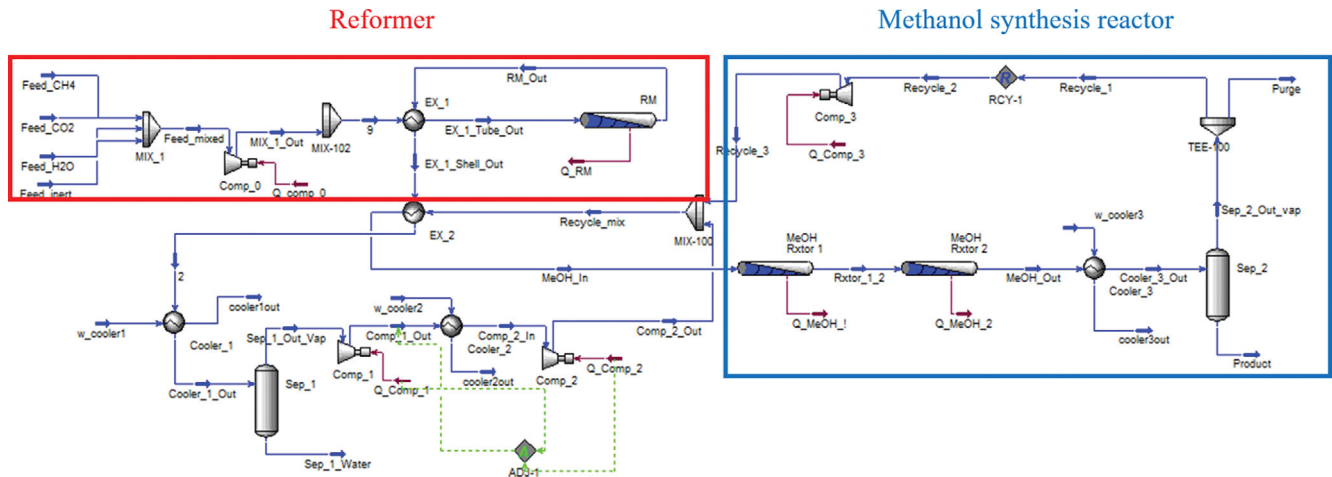 Reformer
Methanol synthesis reactor
Feed_CH4
Feed_CO2
Feed_H2O
Feed_inert
MIX_1
Feed_mixed
Comp_0
Q_comp_0
MIX_1_Out
MIX-102
9
EX_1
RM_Out
EX_1_Tube_Out
RM
Q_RM
EX_1_Shell_Out
EX_2
Recycle_mix
MIX-100
Recycle_3
Q_Comp_3
Comp_3
Recycle_2
R
RCY-1
Recycle_1
Purge
TEE-100
Sep_2_Out_vap
Sep_2
MeOH_In
MeOH
Rxtor 1
Q_MeOH_!
Rxtor_1_2
MeOH
Rxtor 2
Q_MeOH_2
MeOH_Out
w_cooler3
Cooler_3_Out
Cooler_3
cooler3out
Product
2
w_cooler1
cooler1out
Cooler_1
Cooler_1_Out
Sep_1_Out_Vap
Sep_1
Sep_1_Water
Comp_1
Q_Comp_1
Comp_1_Out
w_cooler2
Cooler_2
cooler2out
Comp_2_In
Comp_2
Q_Comp_2
Comp_2_Out
A
ADJ-1